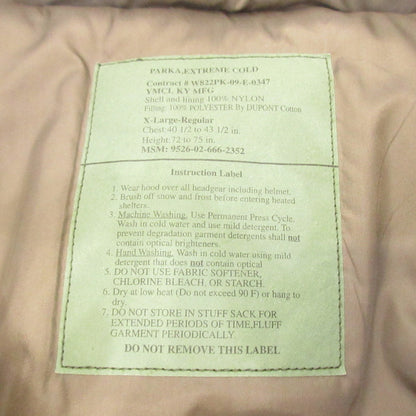 PARKA,EXTREME COLD
Contract # W822PK-09-E-0347
YMCL KY MFG
Shell and lining 100% NYLON
Filling: 100% POLYESTER By DUPONT Cotton
X-Large-Regular
Chest:40 1/2 to 43 1/2 in.
Height:72 to 75 in.
MSM: 9526-02-666-2352
Instruction Label
1. Wear hood over all headgear including helmet.
2. Brush off snow and frost before entering heated
shelters.
3. Machine Washing. Use Permanent Press Cycle.
Wash in cold water and use mild detergent. To
prevent degradation garment detergents shall not
contain optical brighteners.
4. Hand Washing, Wash in cold water using mild
detergent that does not contain optical
5. DO NOT USE FABRIC SOFTENER,
CHLORINE BLEACH, OR STARCH.
6. Dry at low heat (Do not exceed 90 F) or hang to
dry.
7. DO NOT STORE IN STUFF SACK FOR
EXTENDED PERIODS OF TIME,FLUFF
GARMENT PERIODICALLY.
DO NOT REMOVE THIS LABEL